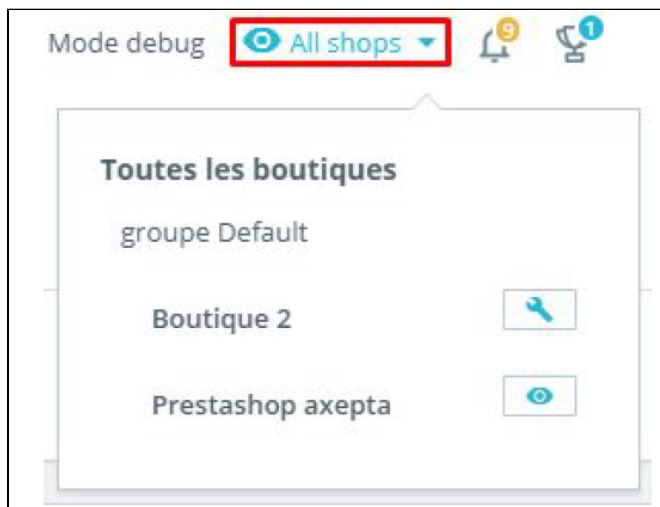 Mode debug All shops 9 1
Toutes les boutiques
groupe Default
Boutique 2
Prestashop axepta